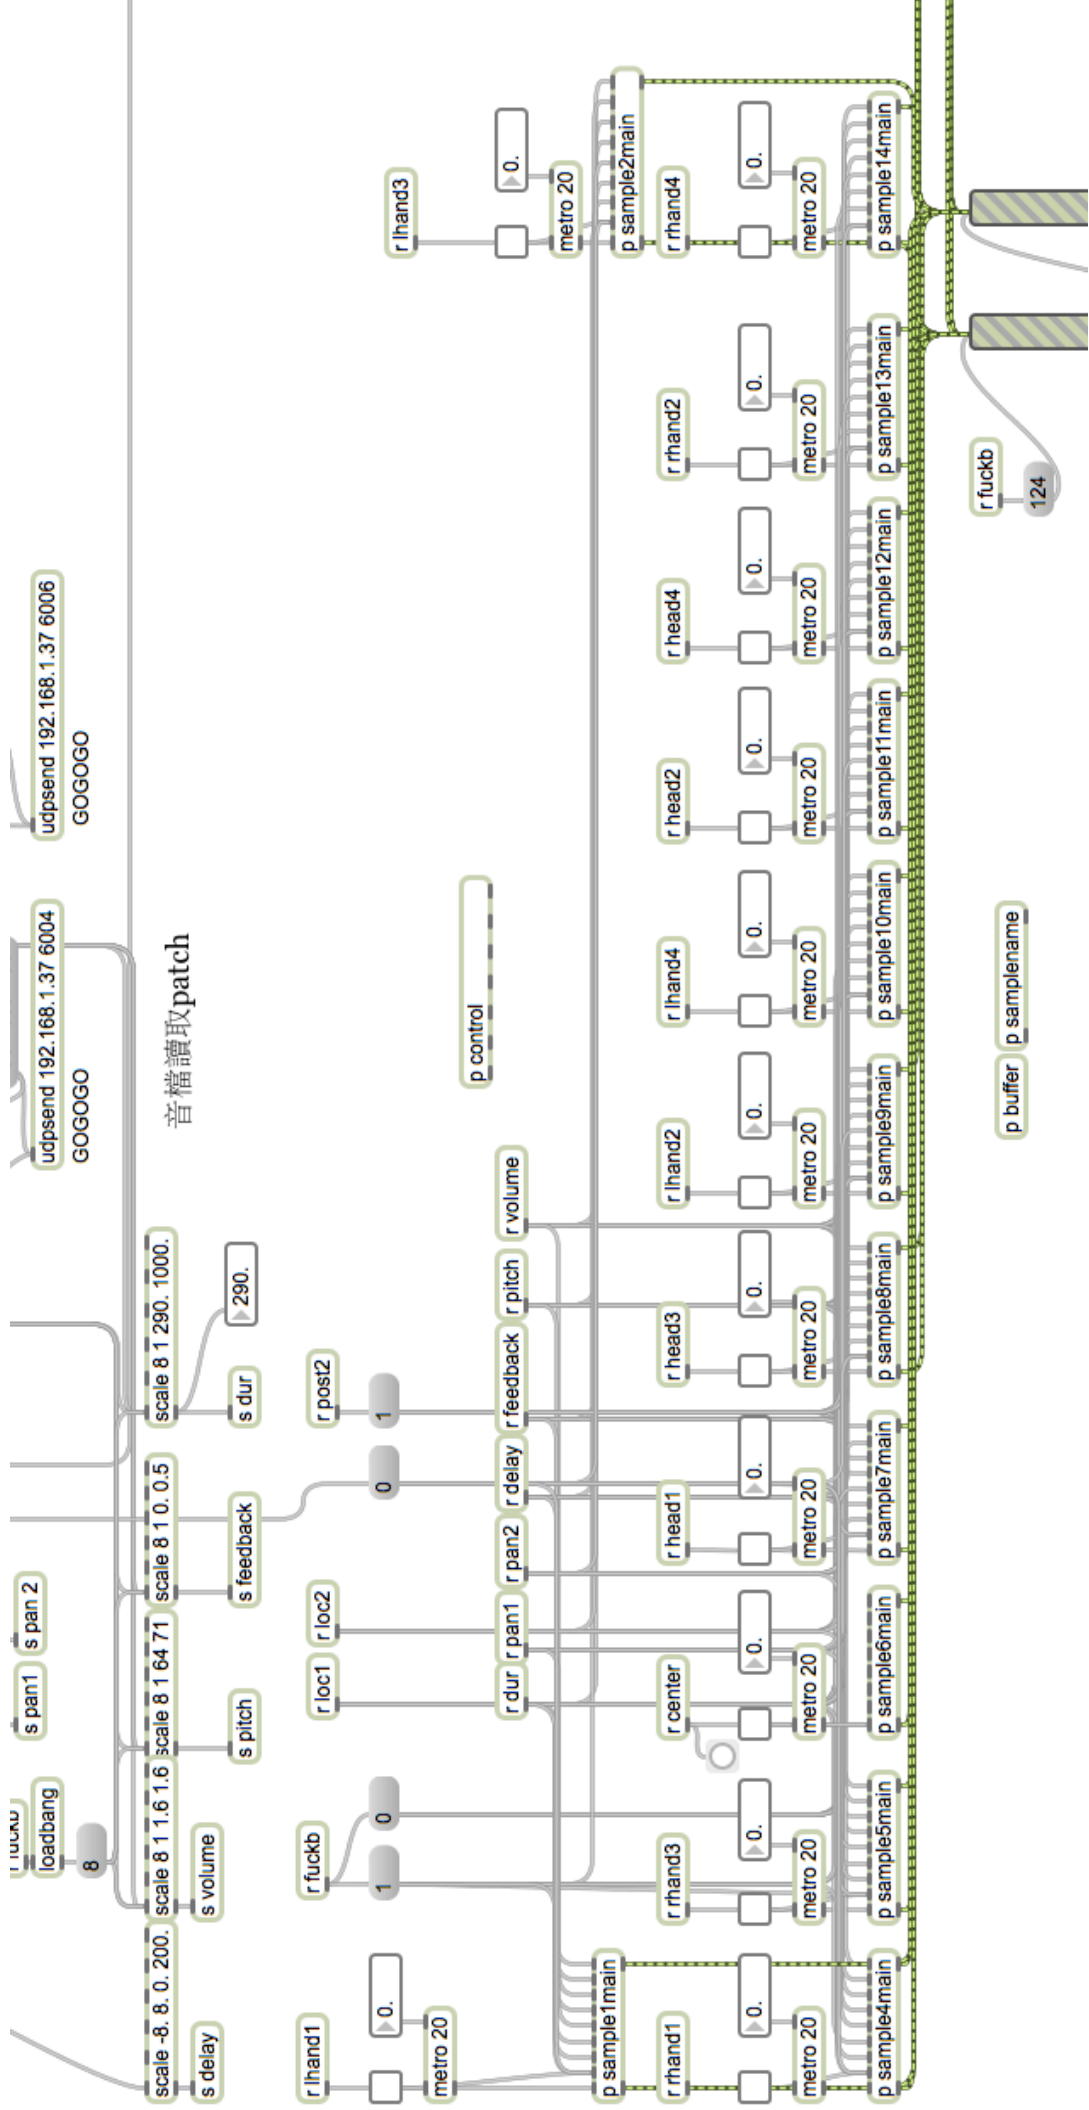 s pan1
s pan 2
loadbang
udpsend 192.168.1.37 6004
udpsend 192.168.1.37 6006
GOGOGO
GOGOGO
8
scale -8. 8. 0. 200.
scale 8 1 1.6 1.6
scale 8 1 64 71
scale 8 1 0. 0.5
scale 8 1 290. 1000.
音檔讀取patch
s delay
s volume
s pitch
s feedback
s dur
290.
r lhand1
r fuckb
r loc1
r loc2
r post2
0.
1
0
0
1
r lhand3
metro 20
p control
r dur
r pan1
r pan2
r delay
r feedback
r pitch
r volume
0.
metro 20
p sample1main
p sample2main
r rhand1
r rhand3
r center
r head1
r head3
r lhand2
r lhand4
r head2
r head4
r rhand2
r rhand4
0.
0.
0.
0.
0.
0.
0.
0.
0.
0.
0.
metro 20
metro 20
metro 20
metro 20
metro 20
metro 20
metro 20
metro 20
metro 20
metro 20
metro 20
p sample4main
p sample5main
p sample6main
p sample7main
p sample8main
p sample9main
p sample10main
p sample11main
p sample12main
p sample13main
p sample14main
p buffer
p samplename
r fuckb
124